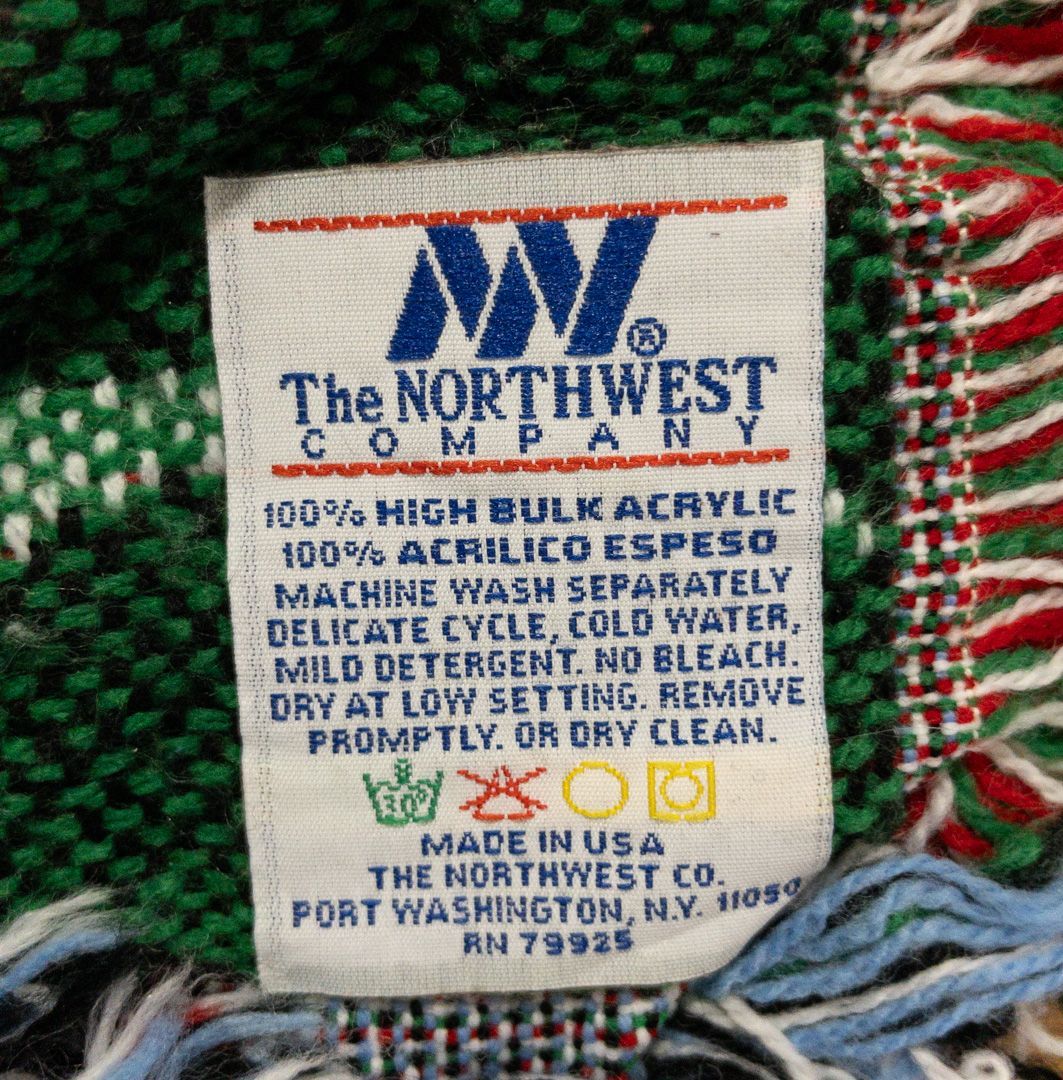 ®
The NORTHWEST
COMPANY
100% HIGH BULK ACRYLIC
100% ACRILICO ESPESO
MACHINE WASH SEPARATELY
DELICATE CYCLE, COLD WATER,
MILD DETERGENT. NO BLEACH.
DRY AT LOW SETTING. REMOVE
PROMPTLY. OR DRY CLEAN.
30°
MADE IN USA
THE NORTHWEST CO.
PORT WASHINGTON, N.Y. 11050
RN 79925